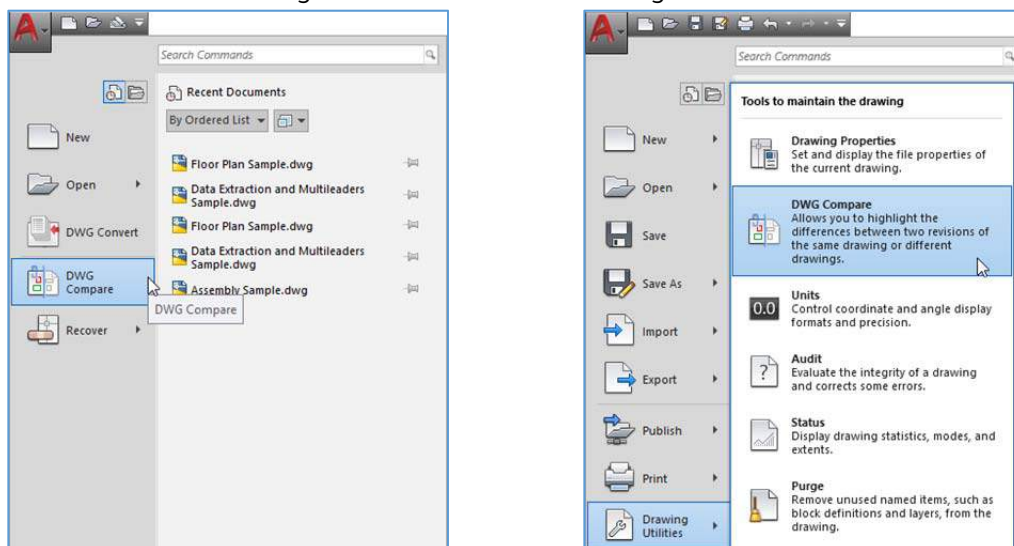 Search Commands
Recent Documents
By Ordered List
New
Floor Plan Sample.dwg
Open
Data Extraction and Multileaders
Sample.dwg
DWG Convert
Floor Plan Sample.dwg
Data Extraction and Multileaders
Sample.dwg
DWG
Compare
Assembly Sample.dwg
DWG Compare
Recover
Search Commands
Tools to maintain the drawing
New
Drawing Properties
Set and display the file properties of
the current drawing.
Open
DWG Compare
Allows you to highlight the
differences between two revisions of
the same drawing or different
drawings.
Save
Save As
Units
Control coordinate and angle display
formats and precision.
0.0
Import
Audit
Evaluate the integrity of a drawing
and corrects some errors.
Export
Status
Display drawing statistics, modes, and
extents.
Publish
Print
Purge
Remove unused named items, such as
block definitions and layers, from the
drawing.
Drawing
Utilities